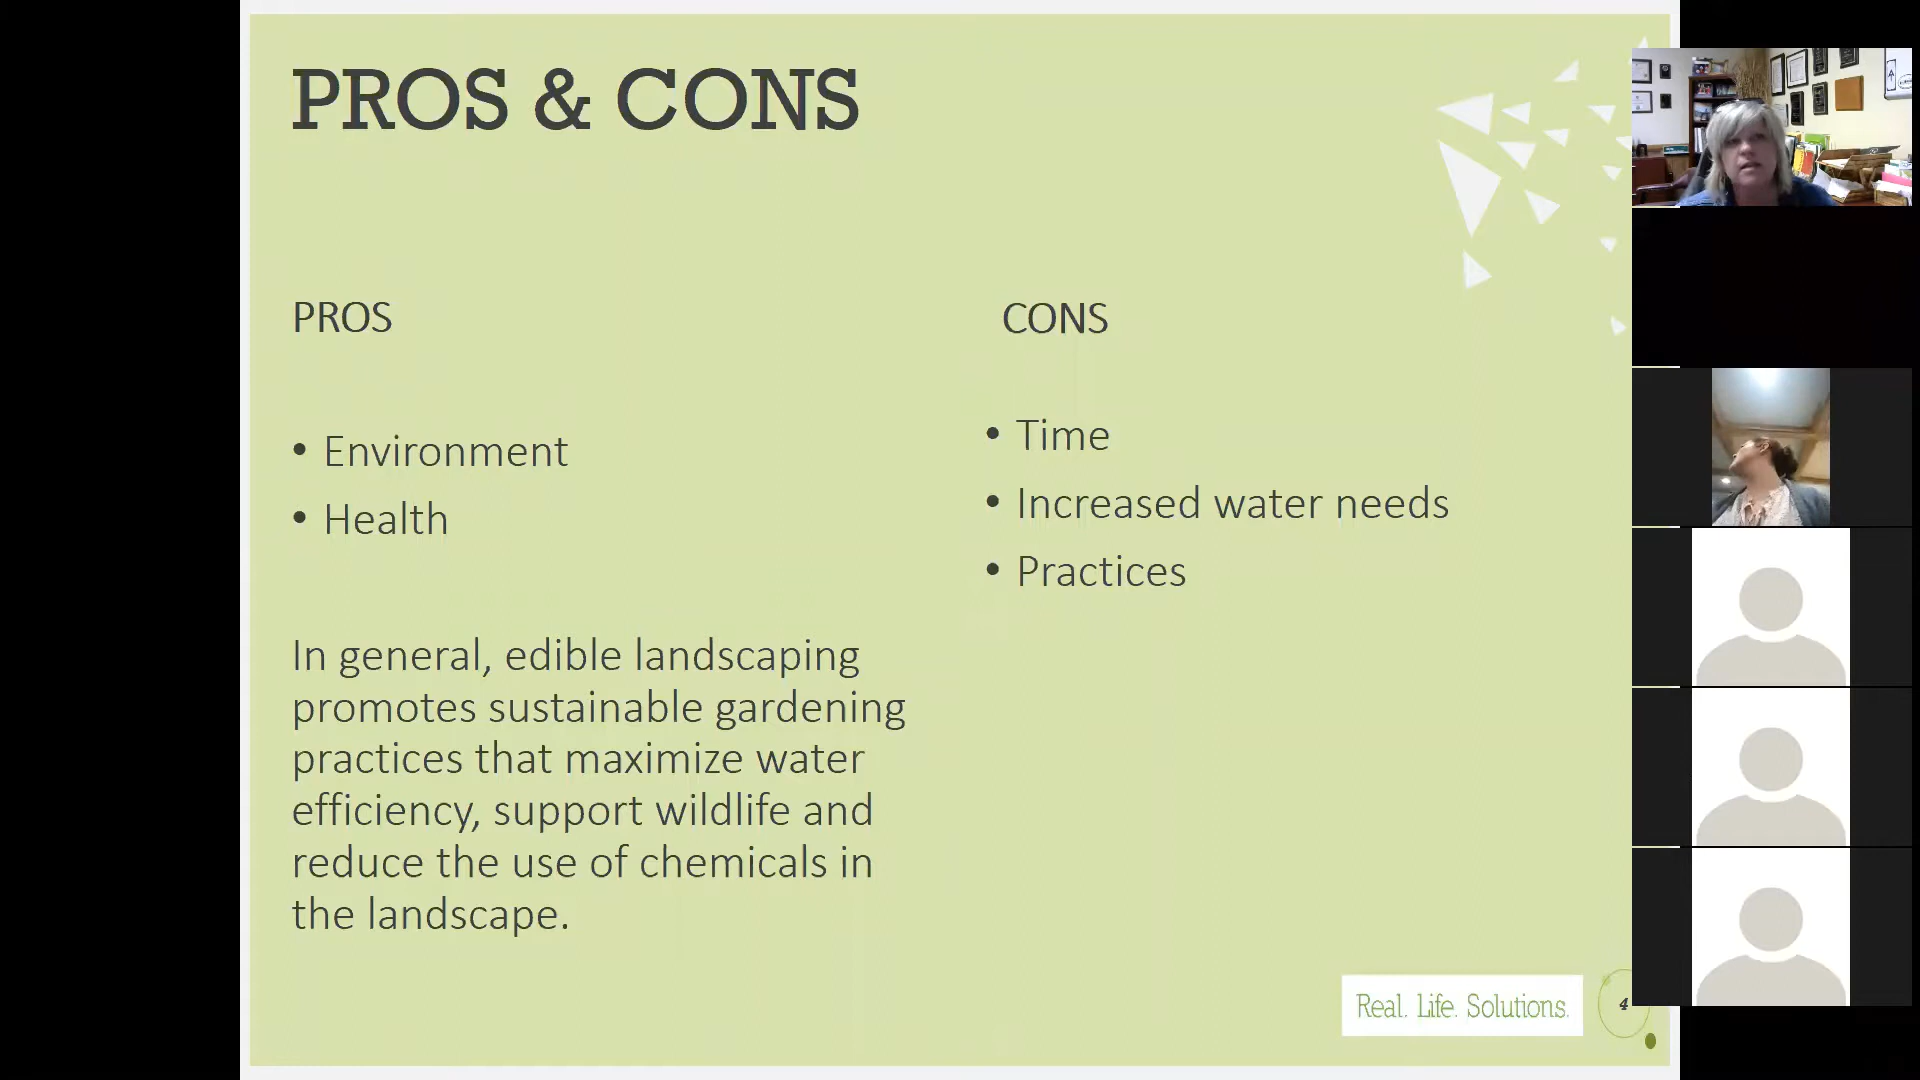 PROS & CONS
PROS
• Environment
• Health
In general, edible landscaping
promotes sustainable gardening
practices that maximize water
efficiency, support wildlife and
reduce the use of chemicals in
the landscape.
CONS
• Time
• Increased water needs
• Practices
Real. Life. Solutions.
4